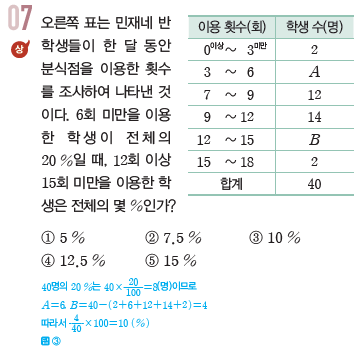 07
상
오른쪽 표는 민재네 반
학생들이 한 달 동안
분식점을 이용한 횟수
를 조사하여 나타낸 것
이다. 6회 미만을 이용
한 학생이 전체의
20 %일 때, 12회 이상
15회 미만을 이용한 학
생은 전체의 몇 %인가?
이용 횟수(회) 학생 수(명)
0이상~ 3미만 2
3 ~ 6 A
7 ~ 9 12
9 ~ 12 14
12 ~ 15 B
15 ~ 18 2
합계 40
① 5 % ② 7.5 % ③ 10 %
④ 12.5 % ⑤ 15 %
40명의 20 %는 40×20/100=8(명)이므로
A=6, B=40-(2+6+12+14+2)=4
따라서 4/40×100=10 (%)
답 ③